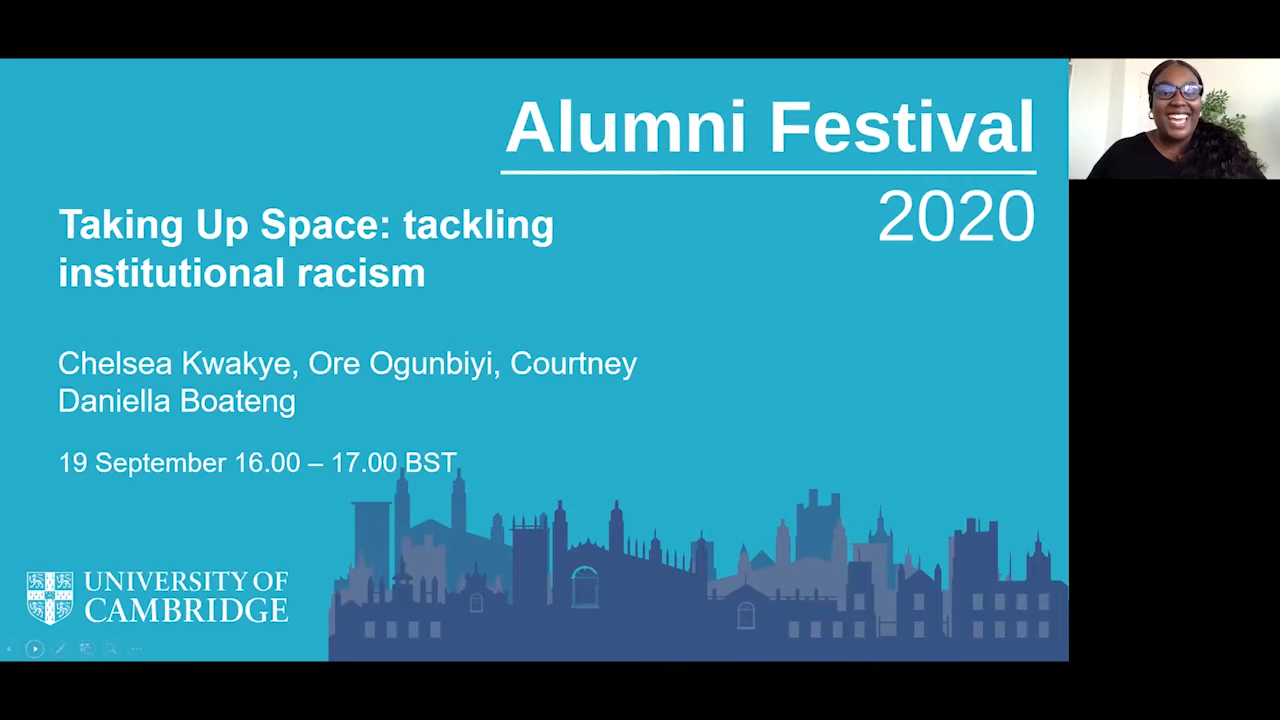 Alumni Festival
2020
Taking Up Space: tackling
institutional racism
Chelsea Kwakye, Ore Ogunbiyi, Courtney
Daniella Boateng
19 September 16.00 – 17.00 BST
UNIVERSITY OF
CAMBRIDGE